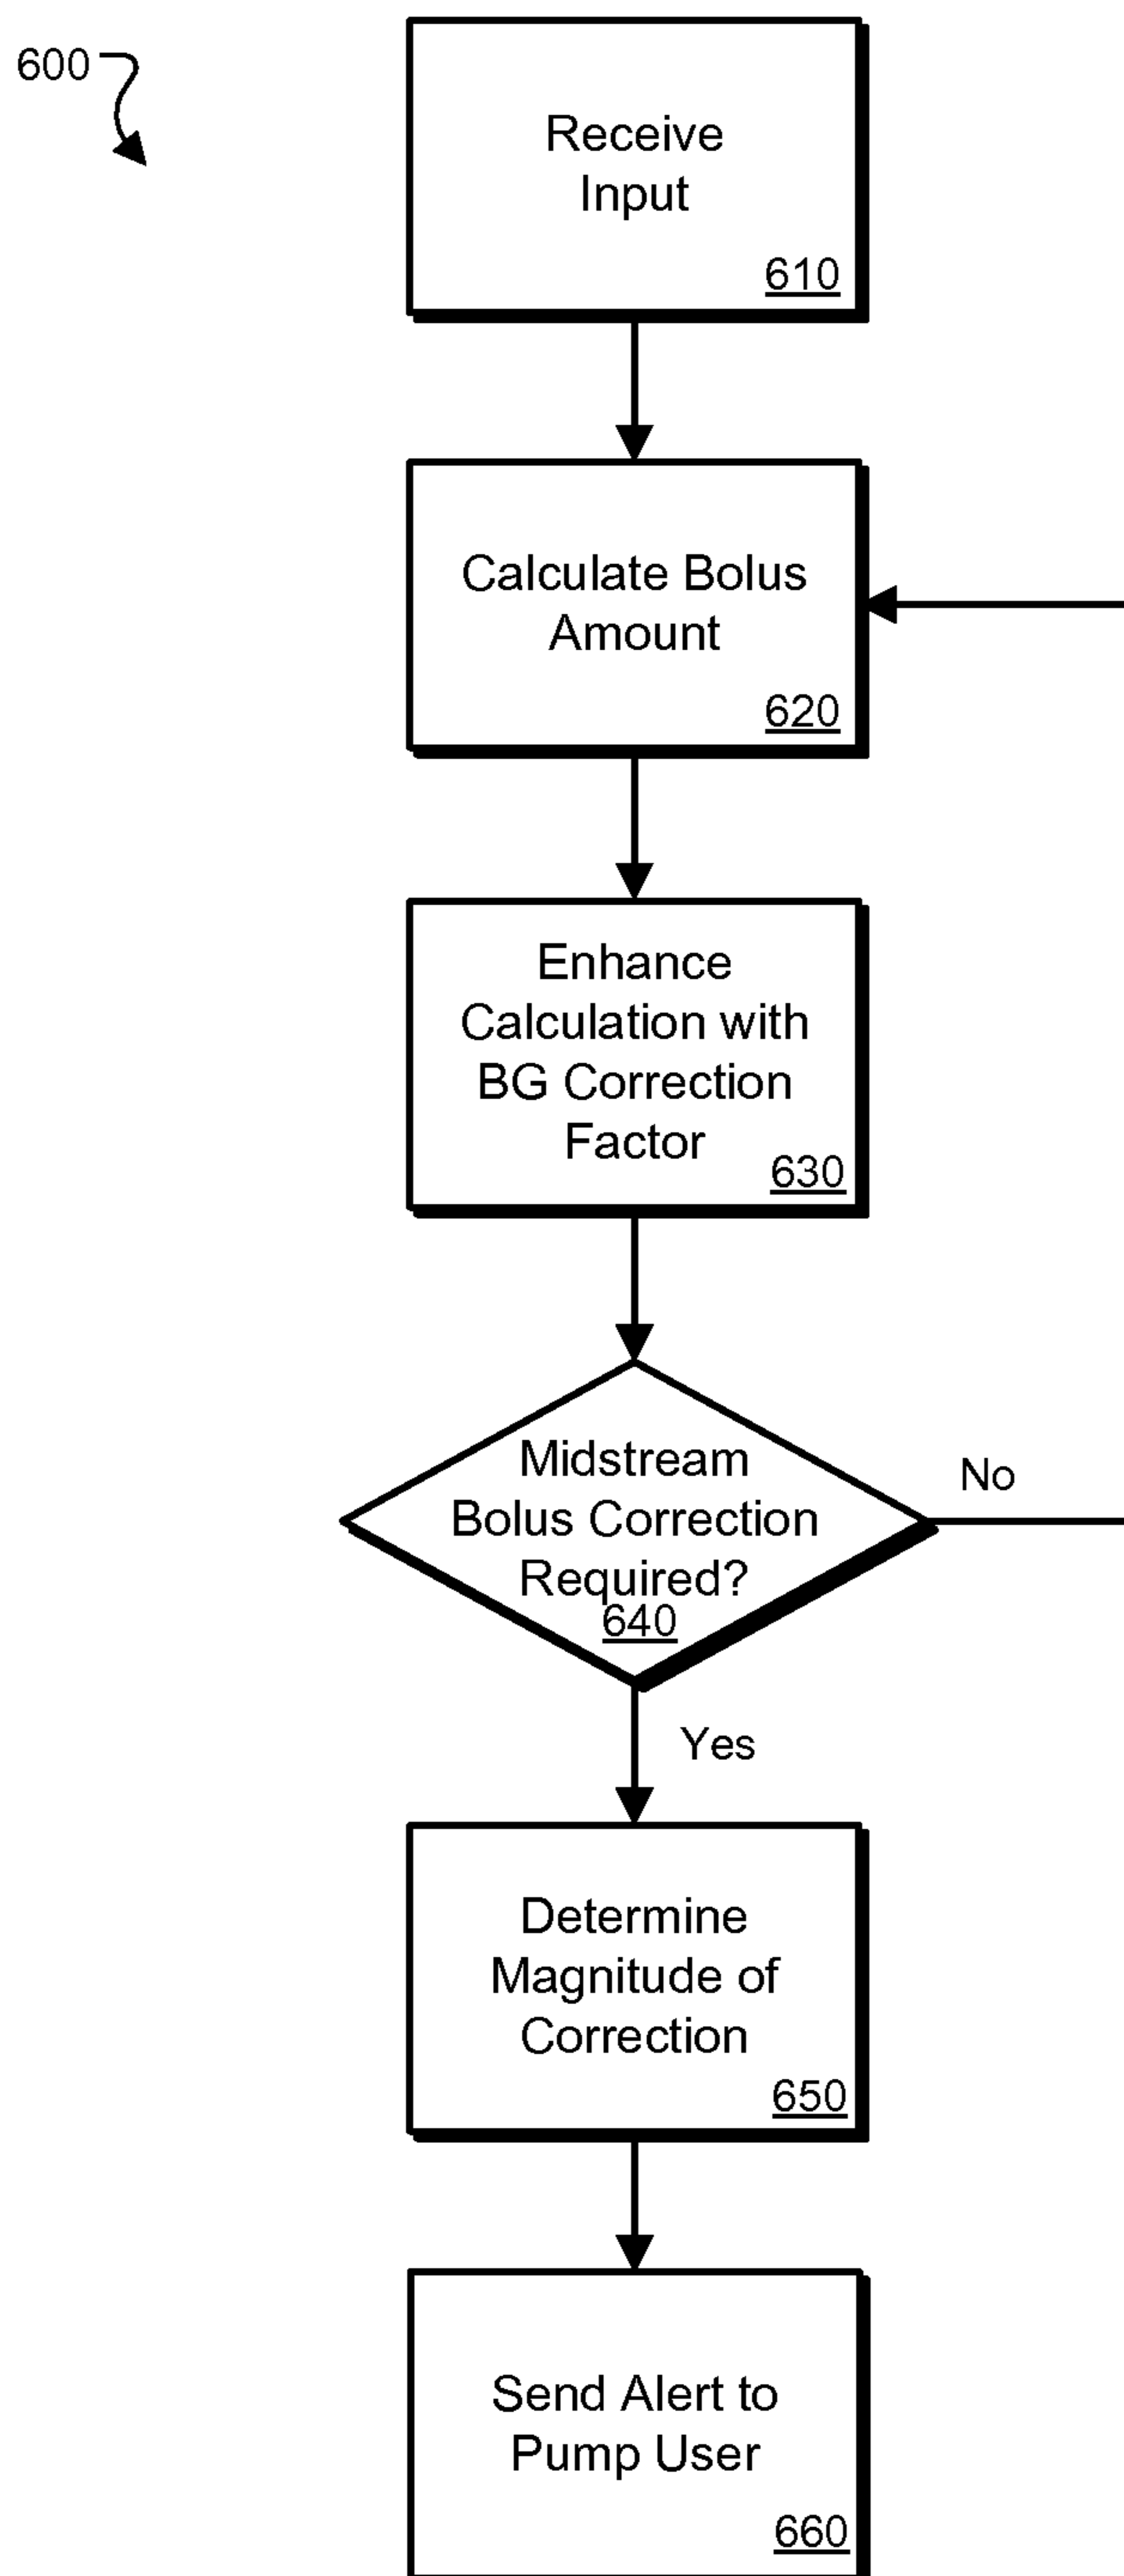 600
Receive
Input
610
Calculate Bolus
Amount
620
Enhance
Calculation with
BG Correction
Factor
630
Midstream
Bolus Correction
Required?
640
No
Yes
Determine
Magnitude of
Correction
650
Send Alert to
Pump User
660